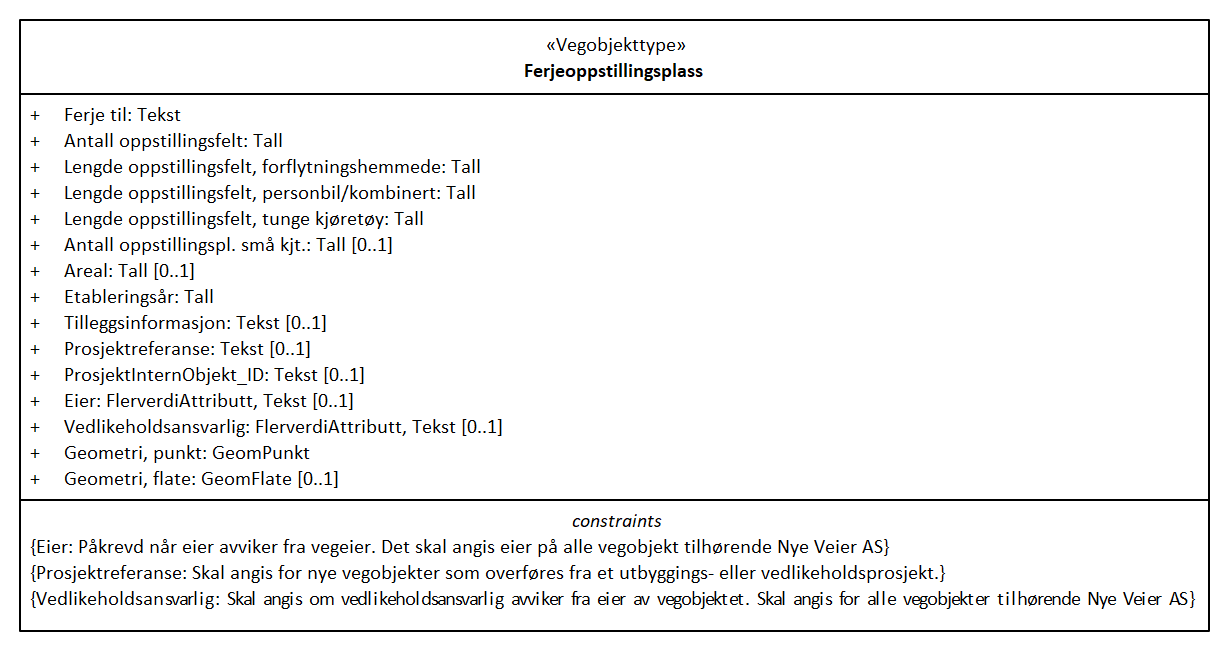 «Vegobjekttype»
Ferjeoppstillingsplass
+ Ferje til: Tekst
+ Antall oppstillingsfelt: Tall
+ Lengde oppstillingsfelt, forflytningshemmede: Tall
+ Lengde oppstillingsfelt, personbil/kombinert: Tall
+ Lengde oppstillingsfelt, tunge kjøretøy: Tall
+ Antall oppstillingspl. små kjt.: Tall [0..1]
+ Areal: Tall [0..1]
+ Etableringsår: Tall
+ Tilleggsinformasjon: Tekst [0..1]
+ Prosjektreferanse: Tekst [0..1]
+ ProsjektInternObjekt_ID: Tekst [0..1]
+ Eier: FlerverdiAttributt, Tekst [0..1]
+ Vedlikeholdsansvarlig: FlerverdiAttributt, Tekst [0..1]
+ Geometri, punkt: GeomPunkt
+ Geometri, flate: GeomFlate [0..1]
constraints
{Eier: Påkrevd når eier avviker fra vegeier. Det skal angis eier på alle vegobjekt tilhørende Nye Veier AS}
{Prosjektreferanse: Skal angis for nye vegobjekter som overføres fra et utbyggings- eller vedlikeholdsprosjekt.}
{Vedlikeholdsansvarlig: Skal angis om vedlikeholdsansvarlig avviker fra eier av vegobjektet. Skal angis for alle vegobjekter tilhørende Nye Veier AS}